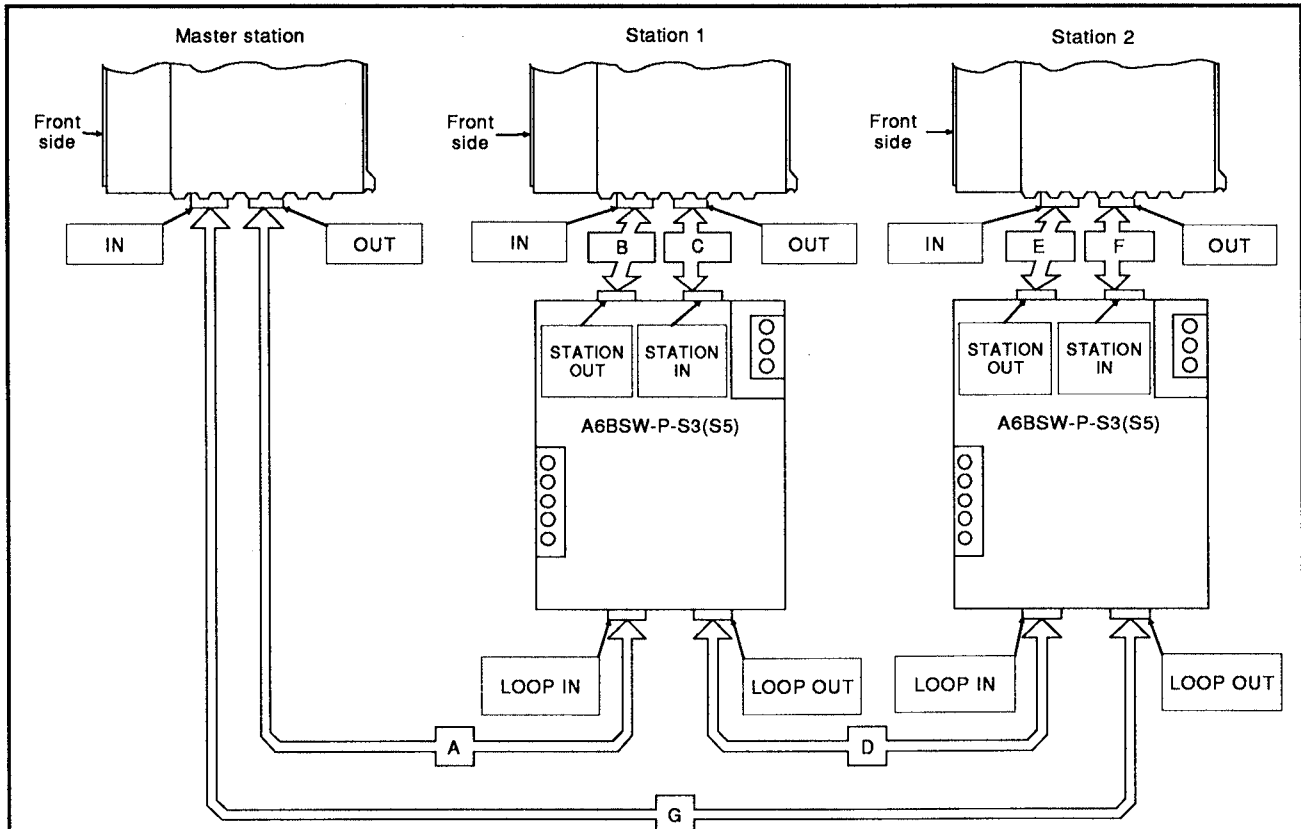 Master station
Station 1
Station 2
Front
side
Front
side
Front
side
IN
OUT
IN
B
C
OUT
IN
E
F
OUT
STATION
OUT
STATION
IN
STATION
OUT
STATION
IN
A6BSW-P-S3(S5)
A6BSW-P-S3(S5)
LOOP IN
LOOP OUT
LOOP IN
LOOP OUT
A
D
G